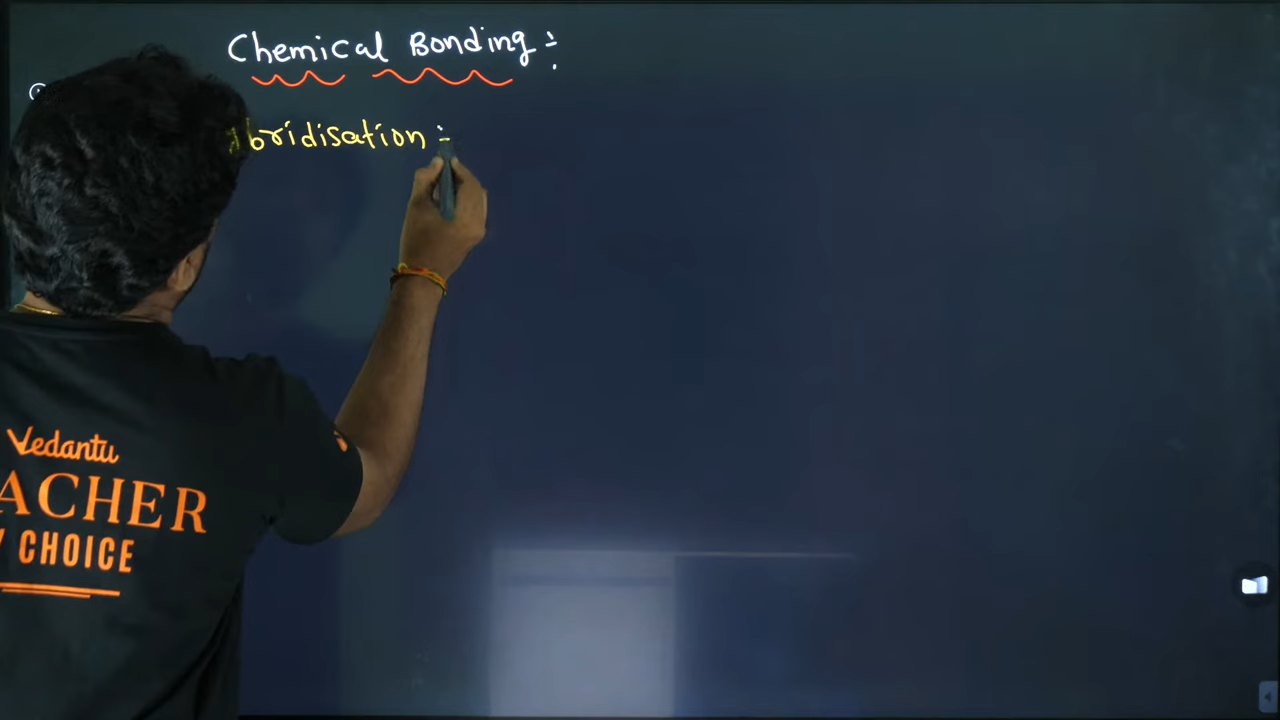 Chemical Bonding :-
bridisation :-
Vedantu
ACHER
Y CHOICE